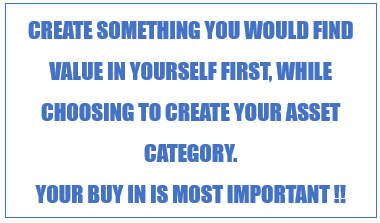 CREATE SOMETHING YOU WOULD FIND
VALUE IN YOURSELF FIRST, WHILE
CHOOSING TO CREATE YOUR ASSET
CATEGORY.
YOUR BUY IN IS MOST IMPORTANT !!